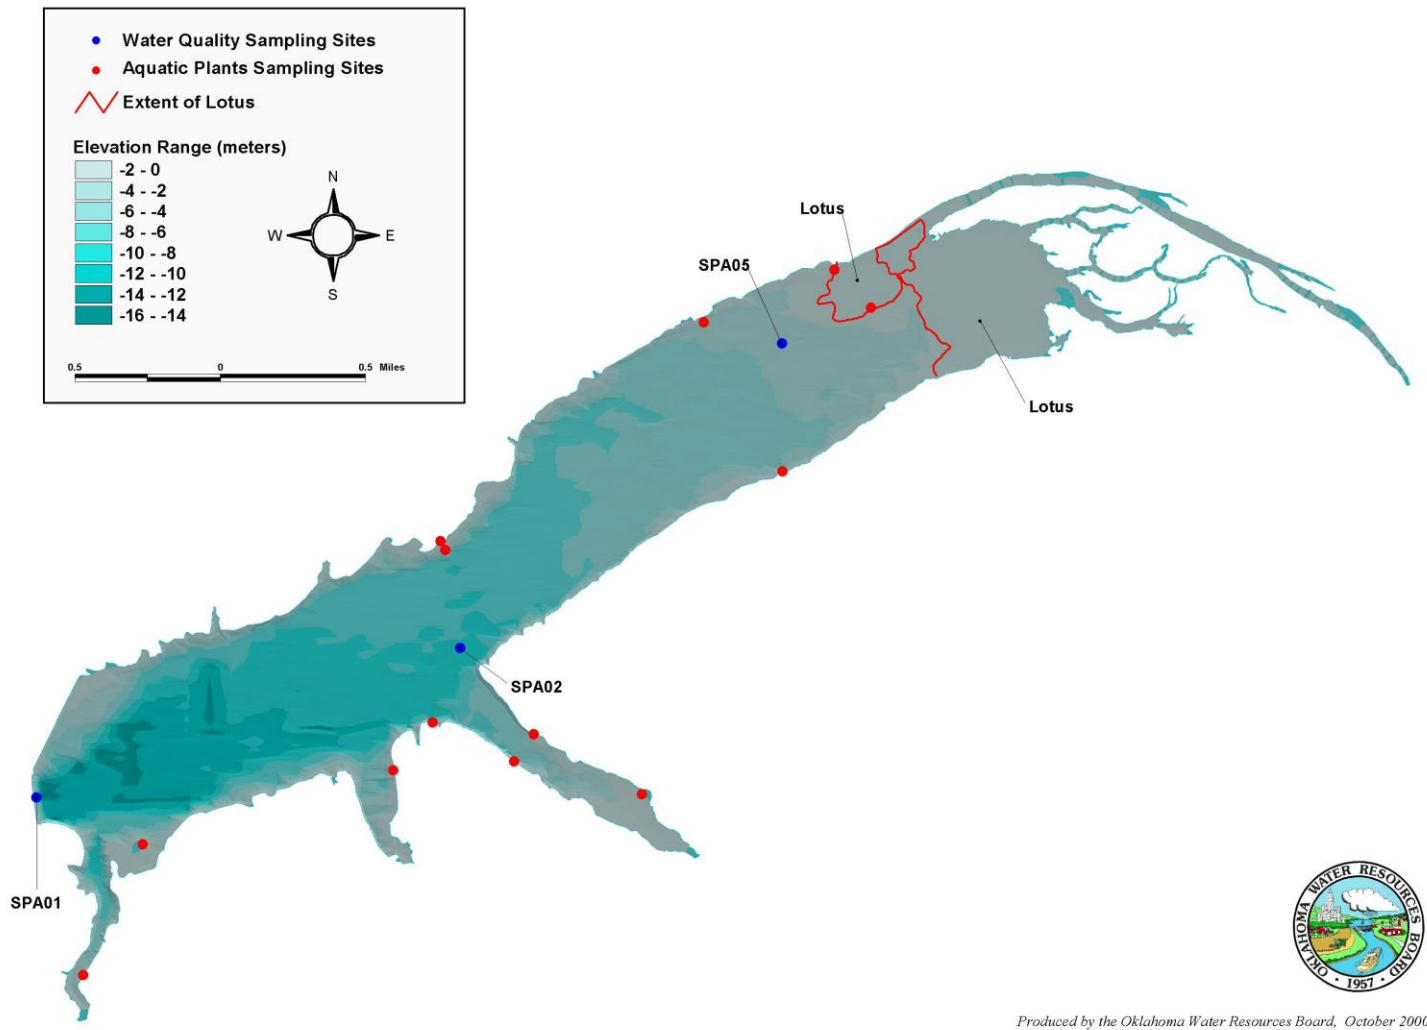 Water Quality Sampling Sites
Aquatic Plants Sampling Sites
Extent of Lotus
Elevation Range (meters)
-2 - 0
-4 - -2
-6 - -4
-8 - -6
-10 - -8
-12 - -10
-14 - -12
-16 - -14
N
W E
S
0.5 0 0.5 Miles
Lotus
SPA05
Lotus
SPA02
SPA01
OKLAHOMA WATER RESOURCES BOARD
1957
Produced by the Oklahoma Water Resources Board, October 2000